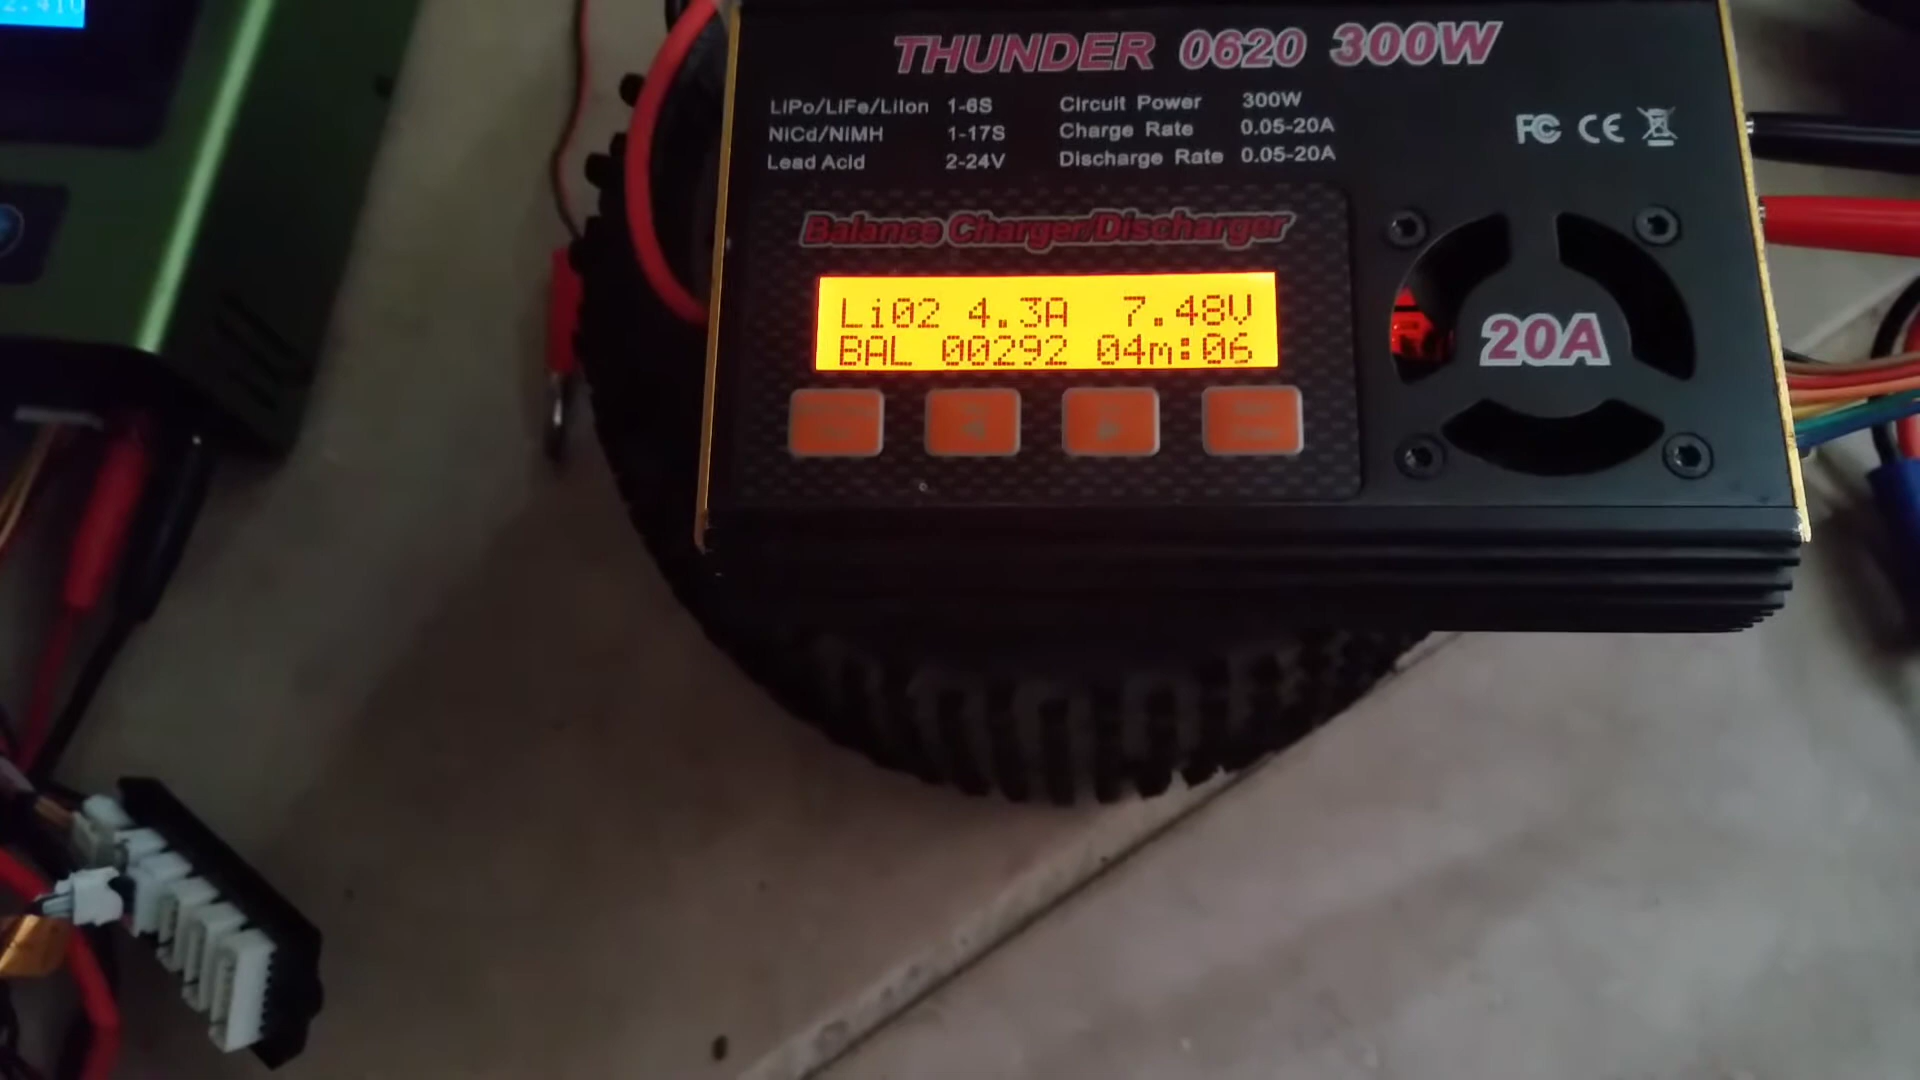 THUNDER 0620 300W
LiPo/LiFe/LiIon 1-6S Circuit Power 300W
NiCd/NiMH 1-17S Charge Rate 0.05-20A
Lead Acid 2-24V Discharge Rate 0.05-20A
FC CE
Balance Charger/Discharger
Li02 4.3A 7.48V
BAL 00292 04m:06
20A